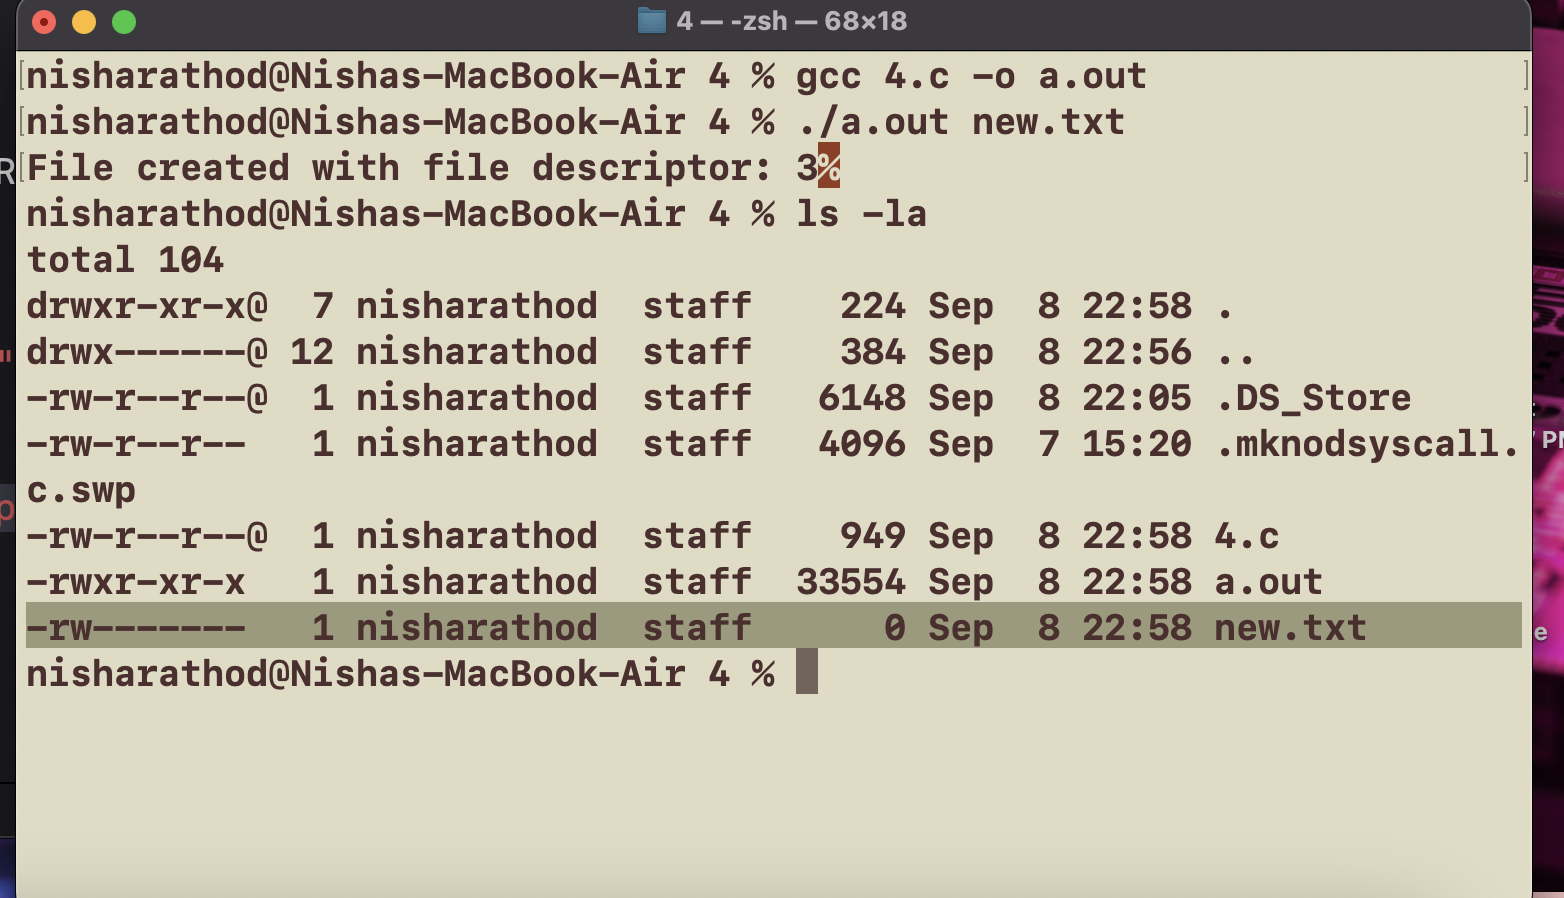 4 — -zsh — 68×18
nisharathod@Nishas-MacBook-Air 4 % gcc 4.c -o a.out
nisharathod@Nishas-MacBook-Air 4 % ./a.out new.txt
File created with file descriptor: 3%
nisharathod@Nishas-MacBook-Air 4 % ls -la
total 104
drwxr-xr-x@  7 nisharathod  staff    224 Sep  8 22:58 .
drwx------@ 12 nisharathod  staff    384 Sep  8 22:56 ..
-rw-r--r--@  1 nisharathod  staff   6148 Sep  8 22:05 .DS_Store
-rw-r--r--   1 nisharathod  staff   4096 Sep  7 15:20 .mknodsyscall.
c.swp
-rw-r--r--@  1 nisharathod  staff    949 Sep  8 22:58 4.c
-rwxr-xr-x   1 nisharathod  staff  33554 Sep  8 22:58 a.out
-rw-------   1 nisharathod  staff      0 Sep  8 22:58 new.txt
nisharathod@Nishas-MacBook-Air 4 %